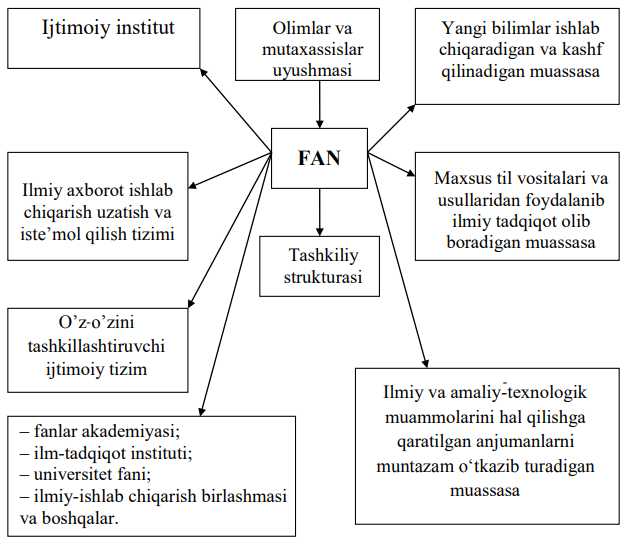 Ijtimoiy institut
Olimlar va
mutaxassislar
uyushmasi
Yangi bilimlar ishlab
chiqaradigan va kashf
qilinadigan muassasa
FAN
Ilmiy axborot ishlab
chiqarish uzatish va
iste’mol qilish tizimi
Maxsus til vositalari va
usullaridan foydalanib
ilmiy tadqiqot olib
boradigan muassasa
Tashkiliy
strukturasi
O’z-o’zini
tashkillashtiruvchi
ijtimoiy tizim
Ilmiy va amaliy-texnologik
muammolarini hal qilishga
qaratilgan anjumanlarni
muntazam o‘tkazib turadigan
muassasa
– fanlar akademiyasi;
– ilm-tadqiqot instituti;
– universitet fani;
– ilmiy-ishlab chiqarish birlashmasi
va boshqalar.